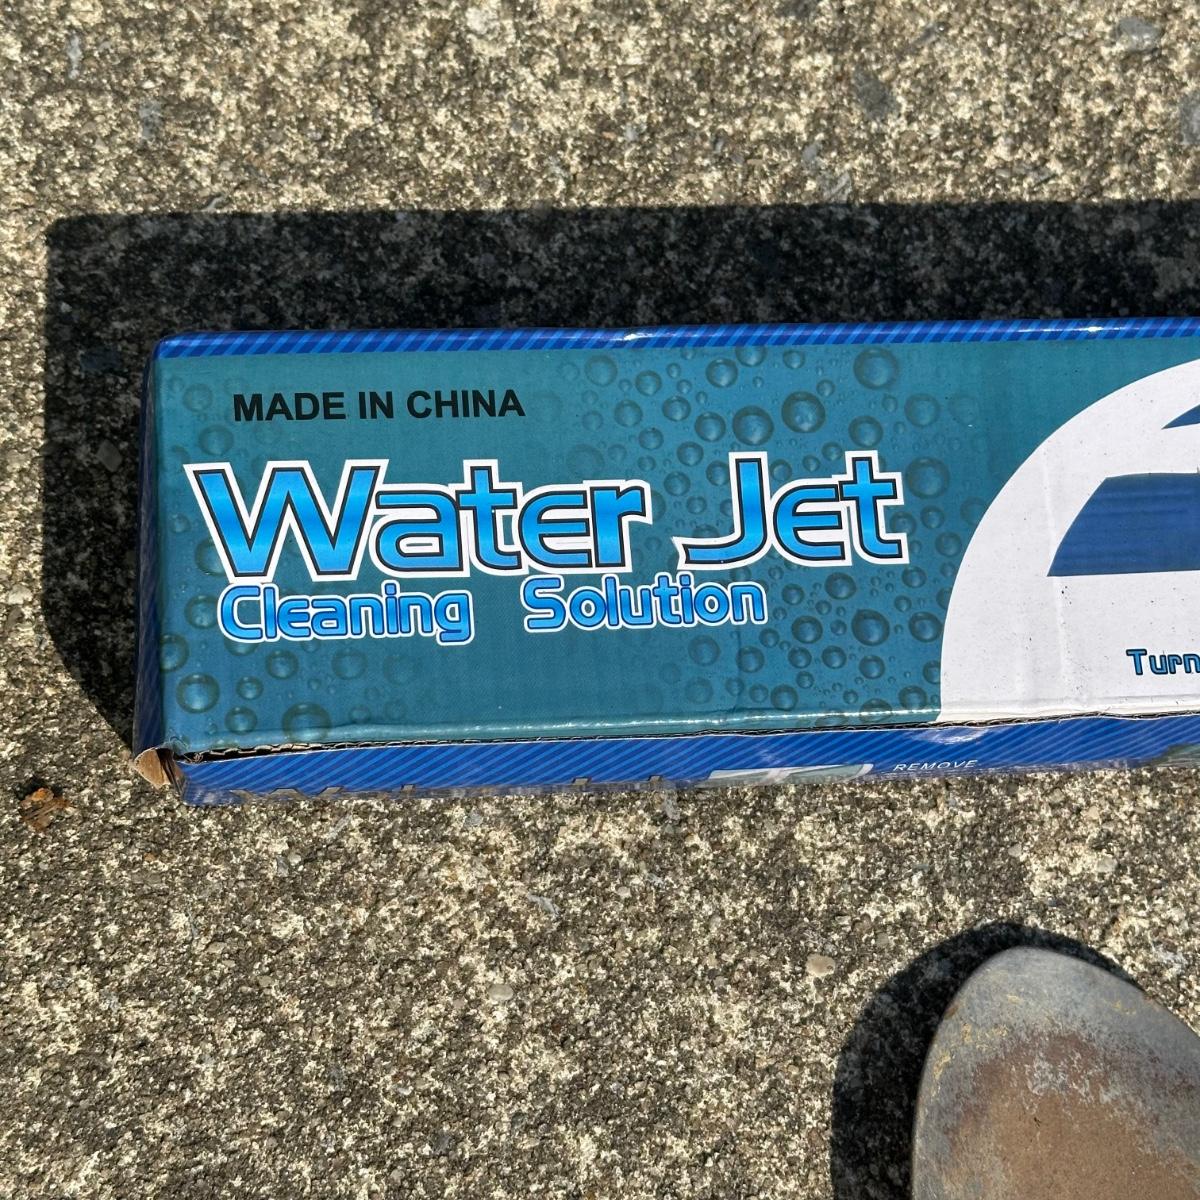 MADE IN CHINA
Water Jet
Cleaning Solution
Turn
REMOVE